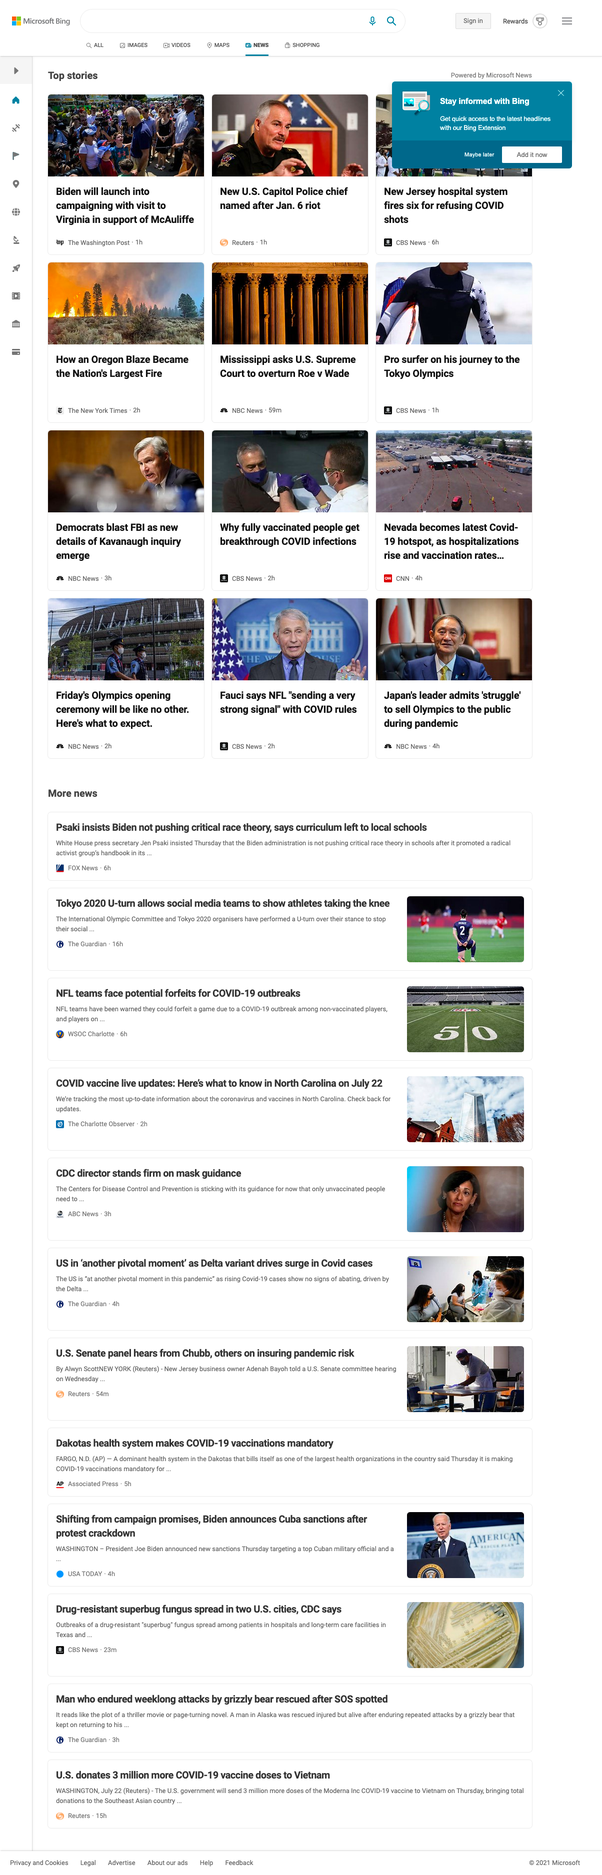 Microsoft Bing
Sign in
Rewards
ALL
IMAGES
VIDEOS
MAPS
NEWS
SHOPPING
Top stories
Powered by Microsoft News
Stay informed with Bing
Get quick access to the latest headlines
with our Bing Extension
Maybe later
Add it now
Biden will launch into
campaigning with visit to
Virginia in support of McAuliffe
The Washington Post · 1h
New U.S. Capitol Police chief
named after Jan. 6 riot
Reuters · 1h
New Jersey hospital system
fires six for refusing COVID
shots
CBS News · 6h
How an Oregon Blaze Became
the Nation's Largest Fire
The New York Times · 2h
Mississippi asks U.S. Supreme
Court to overturn Roe v Wade
NBC News · 59m
Pro surfer on his journey to the
Tokyo Olympics
CBS News · 1h
Democrats blast FBI as new
details of Kavanaugh inquiry
emerge
NBC News · 3h
Why fully vaccinated people get
breakthrough COVID infections
CBS News · 2h
Nevada becomes latest Covid-
19 hotspot, as hospitalizations
rise and vaccination rates...
CNN · 4h
Friday's Olympics opening
ceremony will be like no other.
Here's what to expect.
NBC News · 2h
Fauci says NFL "sending a very
strong signal" with COVID rules
CBS News · 2h
Japan's leader admits 'struggle'
to sell Olympics to the public
during pandemic
NBC News · 4h
More news
Psaki insists Biden not pushing critical race theory, says curriculum left to local schools
White House press secretary Jen Psaki insisted Thursday that the Biden administration is not pushing critical race theory in schools after it promoted a radical
activist group's handbook in its ...
FOX News · 6h
Tokyo 2020 U-turn allows social media teams to show athletes taking the knee
The International Olympic Committee and Tokyo 2020 organisers have performed a U-turn over their stance to stop
their social ...
The Guardian · 16h
2
NFL teams face potential forfeits for COVID-19 outbreaks
NFL teams have been warned they could forfeit a game due to a COVID-19 outbreak among non-vaccinated players,
and players on ...
WSOC Charlotte · 6h
50
COVID vaccine live updates: Here's what to know in North Carolina on July 22
We're tracking the most up-to-date information about the coronavirus and vaccines in North Carolina. Check back for
updates.
The Charlotte Observer · 2h
CDC director stands firm on mask guidance
The Centers for Disease Control and Prevention is sticking with its guidance for now that only unvaccinated people
need to ...
ABC News · 3h
US in 'another pivotal moment' as Delta variant drives surge in Covid cases
The US is "at another pivotal moment in this pandemic" as rising Covid-19 cases show no signs of abating, driven by
the Delta ...
The Guardian · 4h
U.S. Senate panel hears from Chubb, others on insuring pandemic risk
By Alwyn ScottNEW YORK (Reuters) - New Jersey business owner Adenah Bayoh told a U.S. Senate committee hearing
on Wednesday ...
Reuters · 54m
Dakotas health system makes COVID-19 vaccinations mandatory
FARGO, N.D. (AP) — A dominant health system in the Dakotas that bills itself as one of the largest health organizations in the country said Thursday it is making
COVID-19 vaccinations mandatory for ...
AP Associated Press · 5h
Shifting from campaign promises, Biden announces Cuba sanctions after
protest crackdown
WASHINGTON – President Joe Biden announced new sanctions Thursday targeting a top Cuban military official and a
...
USA TODAY · 4h
AMERICAN
Drug-resistant superbug fungus spread in two U.S. cities, CDC says
Outbreaks of a drug-resistant "superbug" fungus spread among patients in hospitals and long-term care facilities in
Texas and ...
CBS News · 23m
Man who endured weeklong attacks by grizzly bear rescued after SOS spotted
It reads like the plot of a thriller movie or page-turning novel. A man in Alaska was rescued injured but alive after enduring repeated attacks by a grizzly bear that
kept on returning to his ...
The Guardian · 3h
U.S. donates 3 million more COVID-19 vaccine doses to Vietnam
WASHINGTON, July 22 (Reuters) - The U.S. government will send 3 million more doses of the Moderna Inc COVID-19 vaccine to Vietnam on Thursday, bringing total
donations to the Southeast Asian country ...
Reuters · 15h
Privacy and Cookies
Legal
Advertise
About our ads
Help
Feedback
© 2021 Microsoft